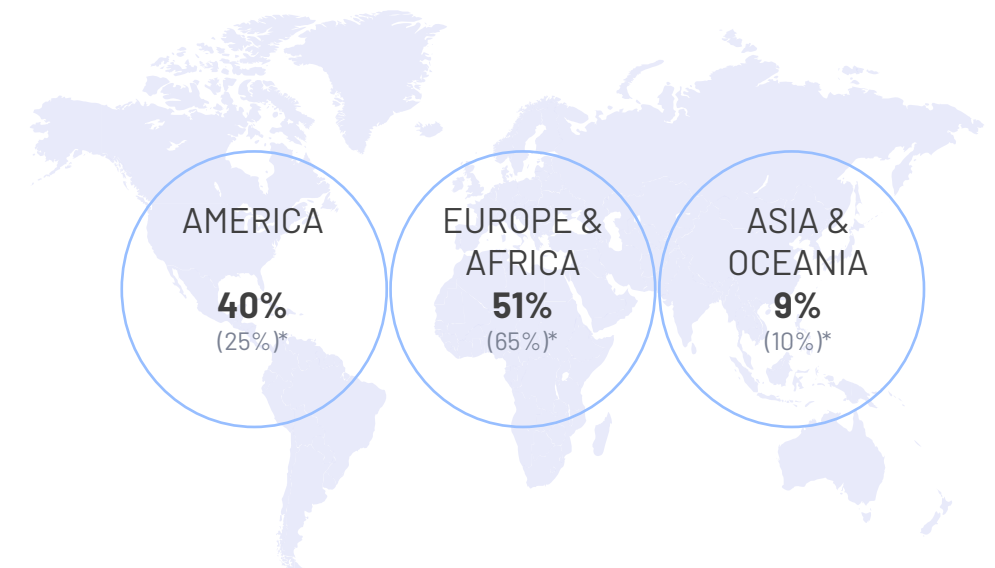 AMERICA
40%
(25%)*
EUROPE &
AFRICA
51%
(65%)*
ASIA &
OCEANIA
9%
(10%)*